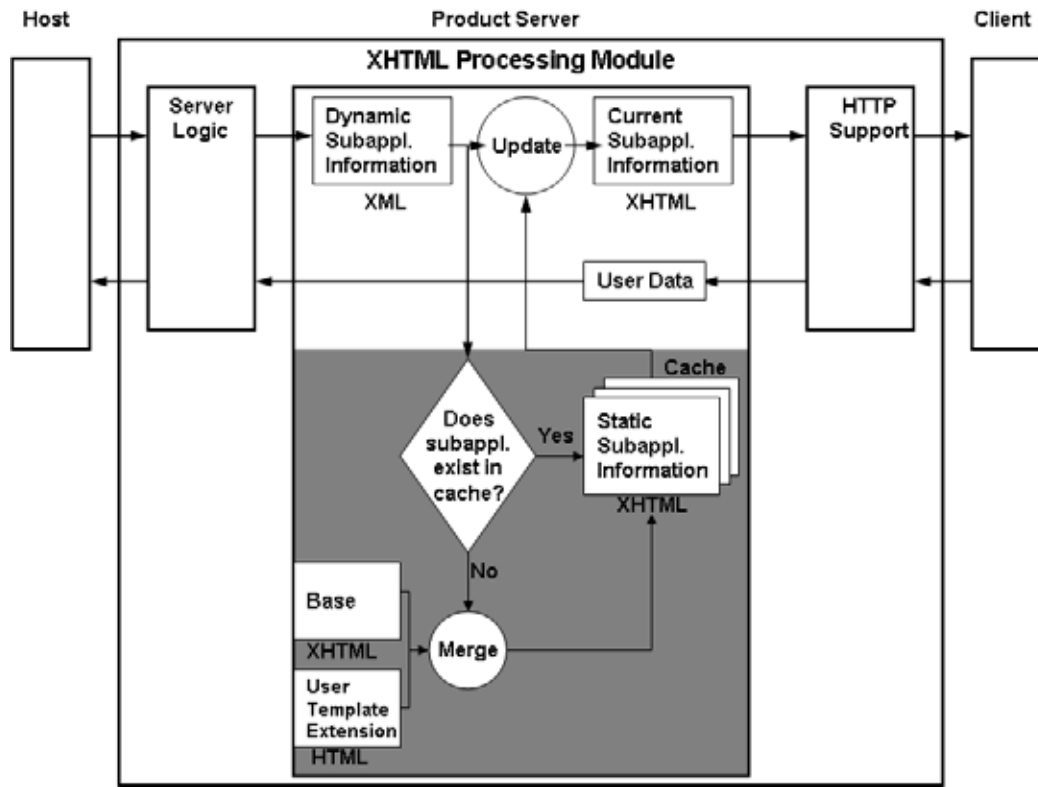 Host
Product Server
Client
XHTML Processing Module
Server
Logic
Dynamic
Subappl.
Information
XML
Update
Current
Subappl.
Information
XHTML
HTTP
Support
User Data
Does
subappl.
exist in
cache?
Yes
No
Cache
Static
Subappl.
Information
XHTML
Base
XHTML
Merge
User
Template
Extension
HTML